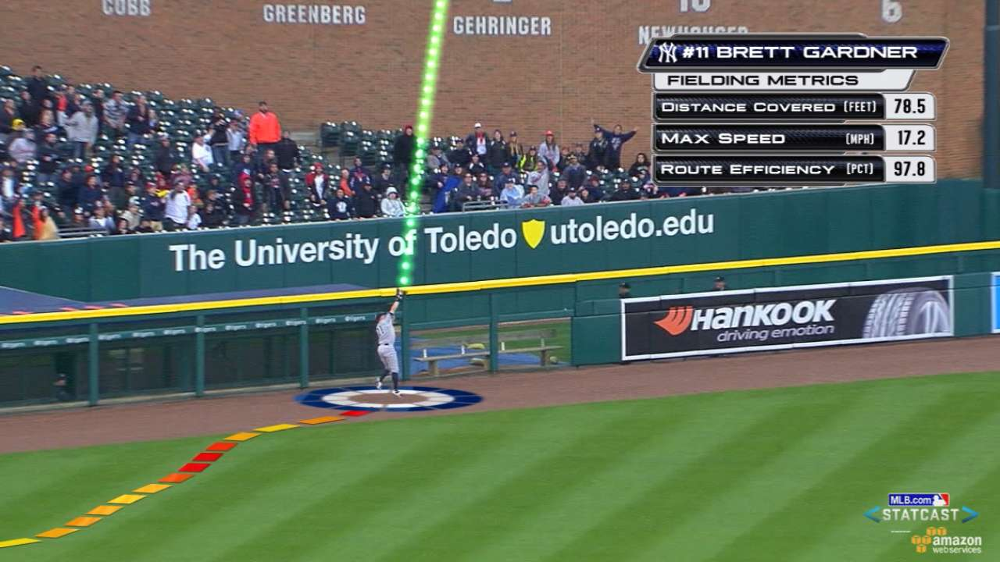 COBB
GREENBERG
GEHRINGER
NEWHOUSER
6
NY #11 BRETT GARDNER
FIELDING METRICS
DISTANCE COVERED (FEET) 78.5
MAX SPEED (MPH) 17.2
ROUTE EFFICIENCY (PCT) 97.8
The University of Toledo utoledo.edu
HANKOOK
driving emotion
MLB.com
STATCAST
amazon
webservices